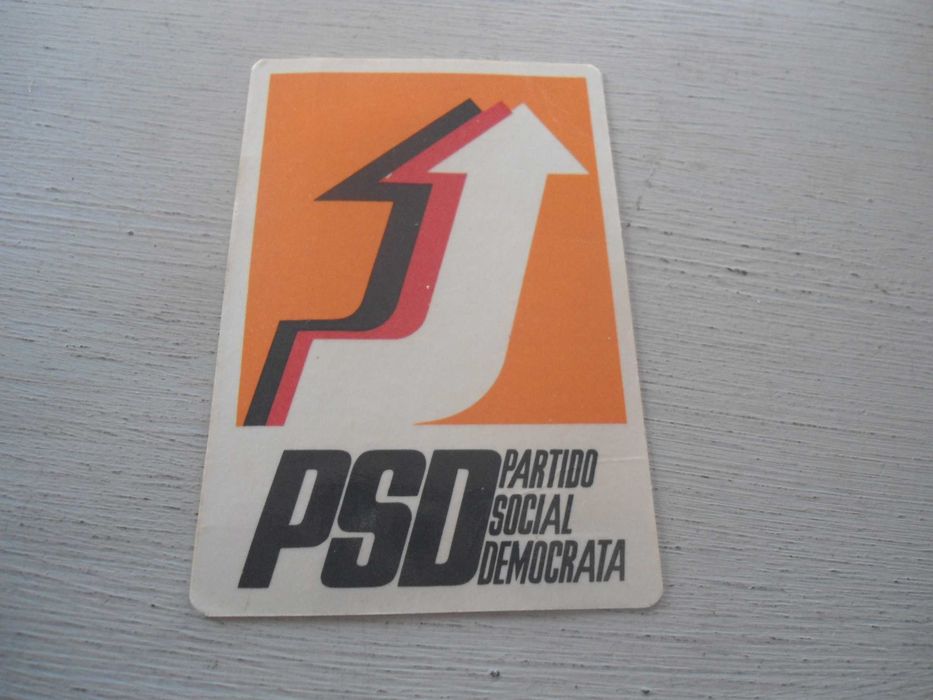 PSD
PARTIDO
SOCIAL
DEMOCRATA